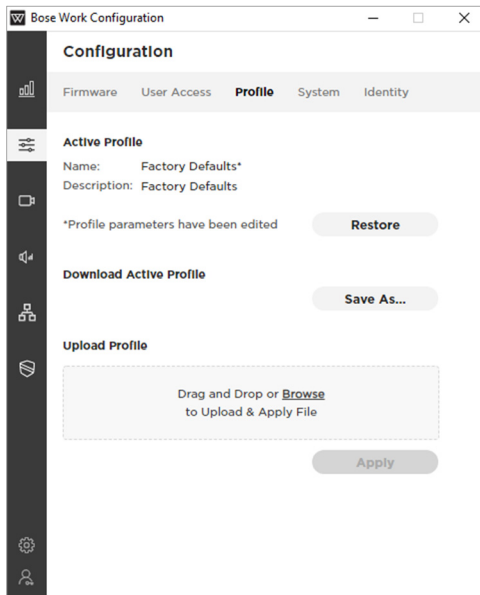 Bose Work Configuration
Configuration
Firmware User Access Profile System Identity
Active Profile
Name: Factory Defaults*
Description: Factory Defaults
*Profile parameters have been edited Restore
Download Active Profile
Save As...
Upload Profile
Drag and Drop or Browse
to Upload & Apply File
Apply